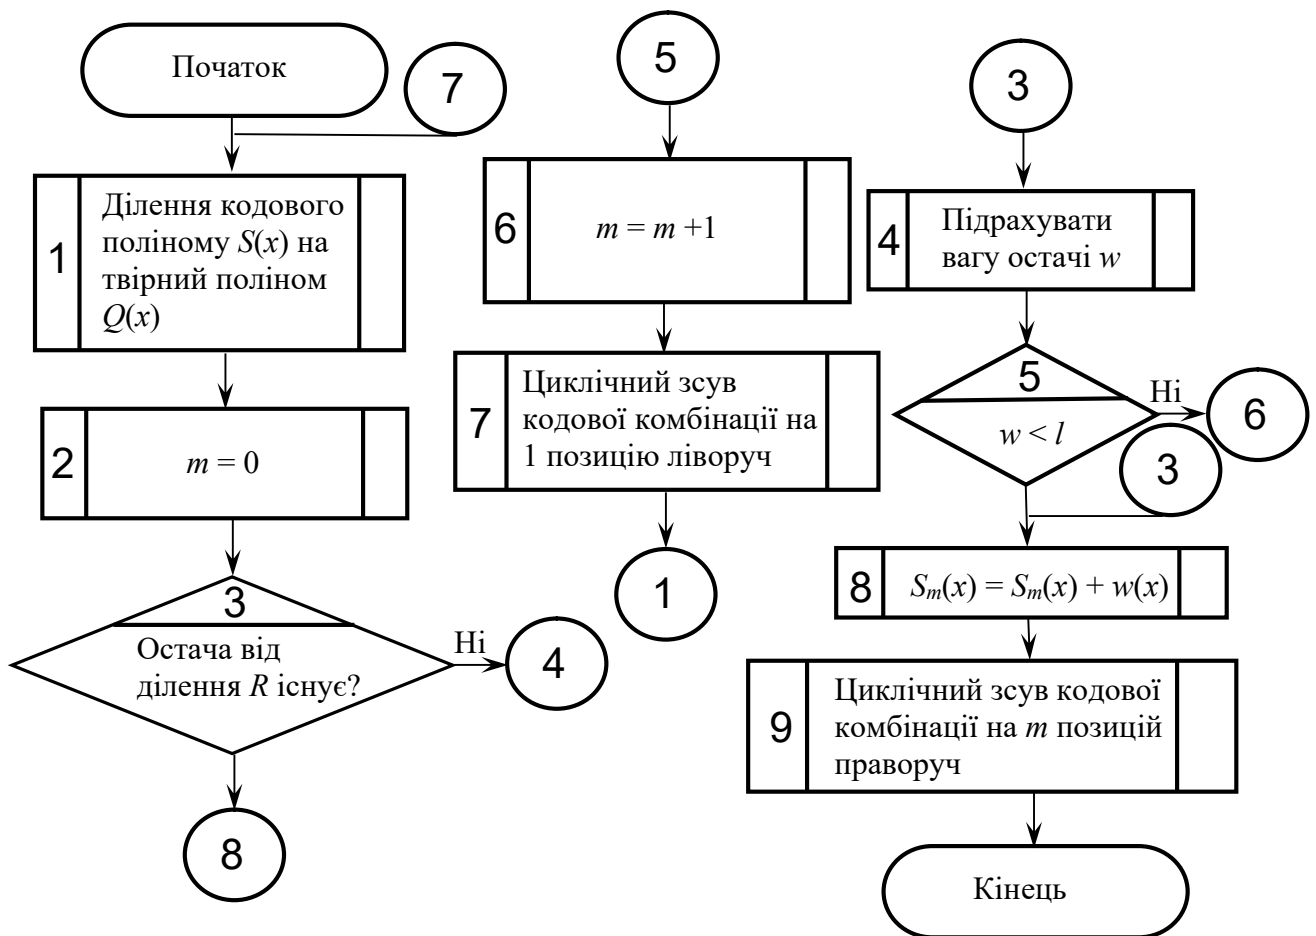 Початок
7
1
Ділення кодового
поліному S(x) на
твірний поліном
Q(x)
2
m = 0
3
Остача від
ділення R існує?
Ні
4
8
5
6
m = m +1
7
Циклічний зсув
кодової комбінації на
1 позицію ліворуч
1
3
4
Підрахувати
вагу остачі w
5
w < l
Ні
6
3
8
Sm(x) = Sm(x) + w(x)
9
Циклічний зсув кодової
комбінації на m позицій
праворуч
Кінець